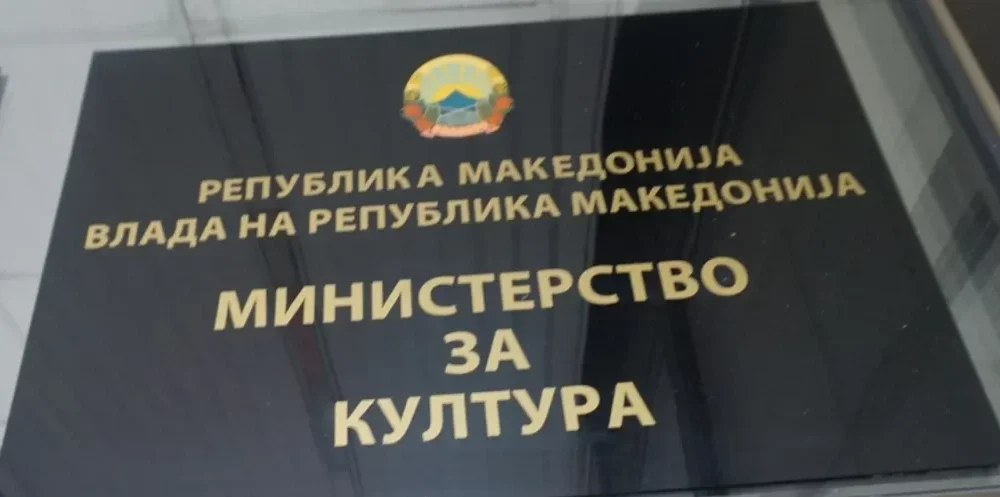 РЕПУБЛИКА МАКЕДОНИЈА
ВЛАДА НА РЕПУБЛИКА МАКЕДОНИЈА
МИНИСТЕРСТВО
ЗА
КУЛТУРА